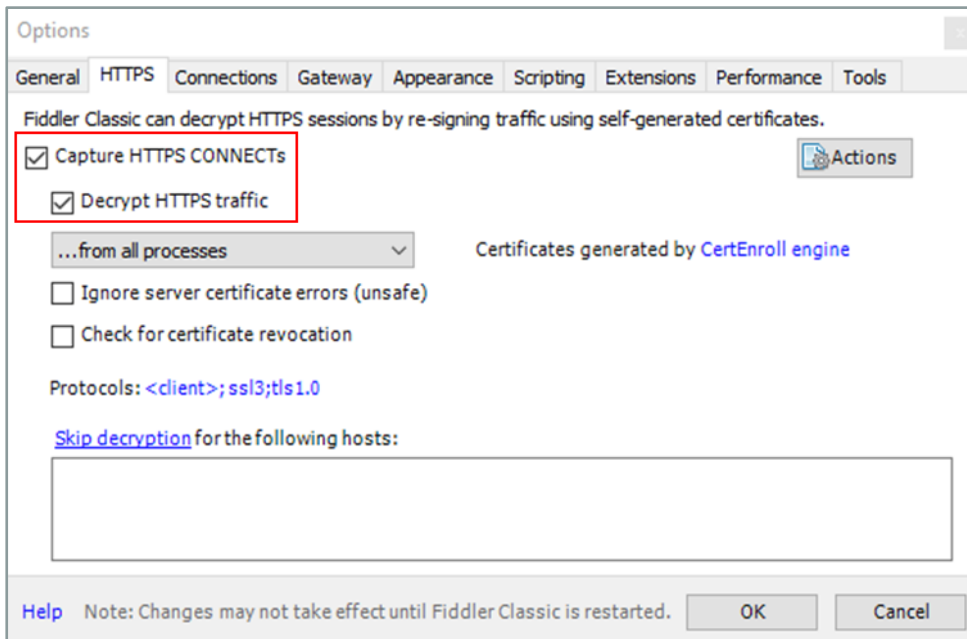 Options
General HTTPS Connections Gateway Appearance Scripting Extensions Performance Tools
Fiddler Classic can decrypt HTTPS sessions by re-signing traffic using self-generated certificates.
Capture HTTPS CONNECTs
Actions
Decrypt HTTPS traffic
...from all processes
Certificates generated by CertEnroll engine
Ignore server certificate errors (unsafe)
Check for certificate revocation
Protocols: <client>; ssl3;tls1.0
Skip decryption for the following hosts:
Help Note: Changes may not take effect until Fiddler Classic is restarted. OK Cancel